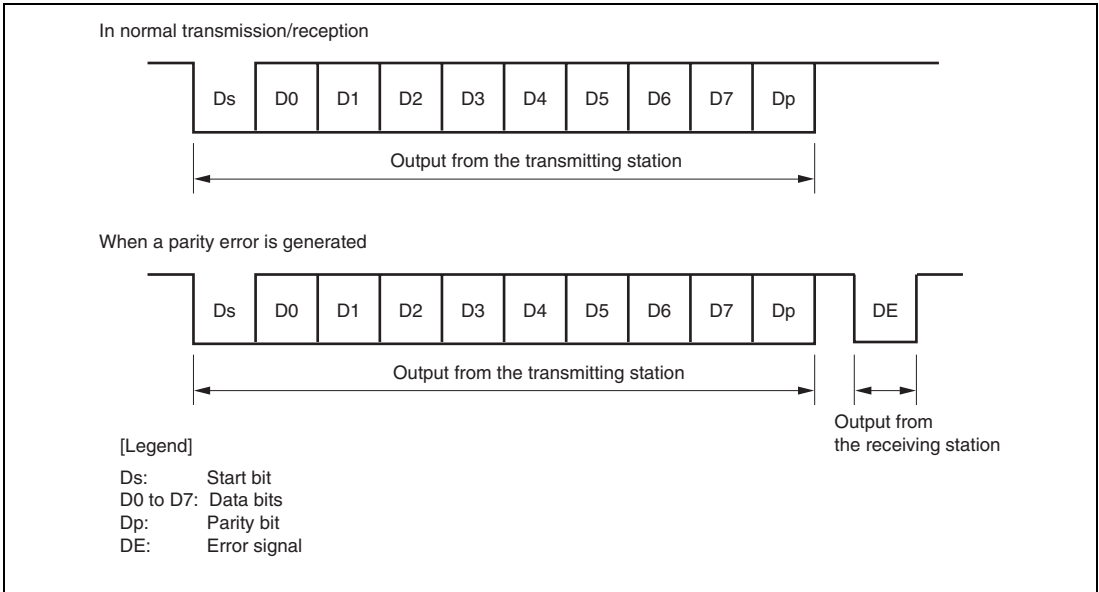 In normal transmission/reception
Ds D0 D1 D2 D3 D4 D5 D6 D7 Dp
Output from the transmitting station
When a parity error is generated
Ds D0 D1 D2 D3 D4 D5 D6 D7 Dp DE
Output from the transmitting station
Output from
the receiving station
[Legend]
Ds: Start bit
D0 to D7: Data bits
Dp: Parity bit
DE: Error signal